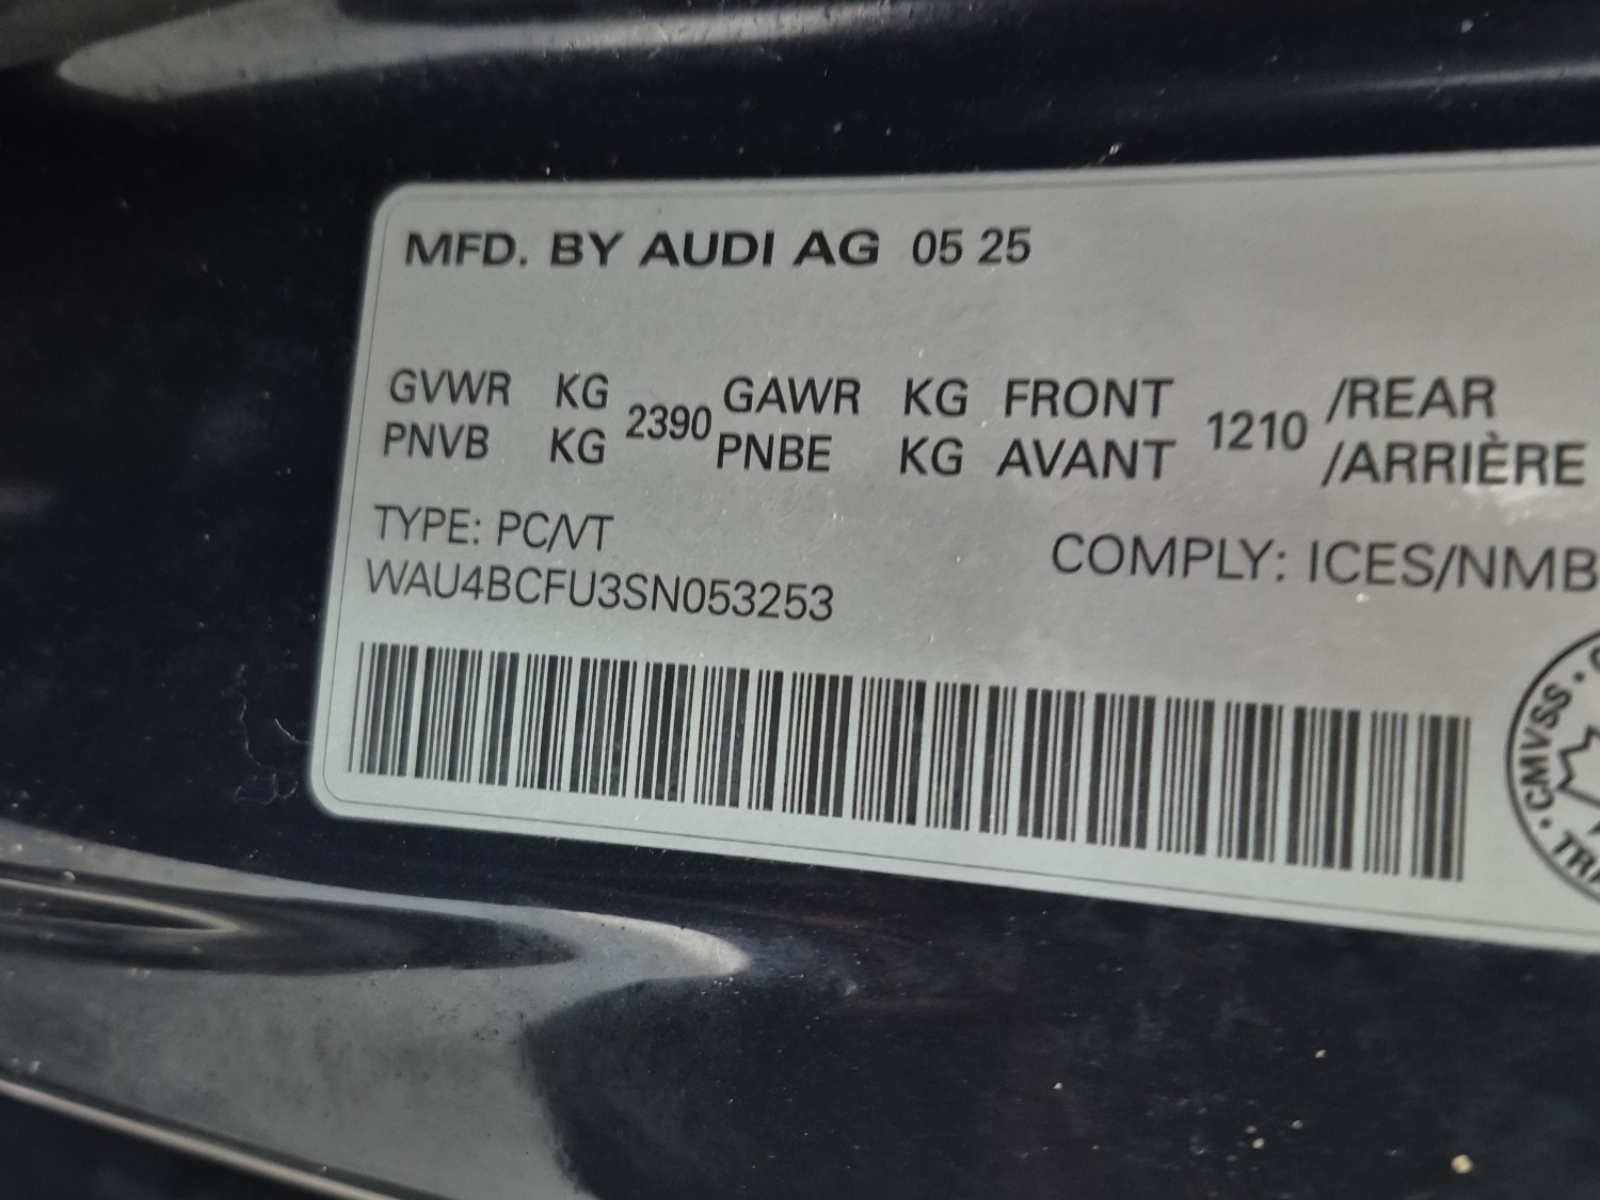 MFD. BY AUDI AG 05 25
GVWR KG 2390 GAWR KG FRONT 1210 /REAR
PNVB KG PNBE KG AVANT /ARRIÈRE
TYPE: PC/VT
COMPLY: ICES/NMB
WAU4BCFU3SN053253
CMVSS